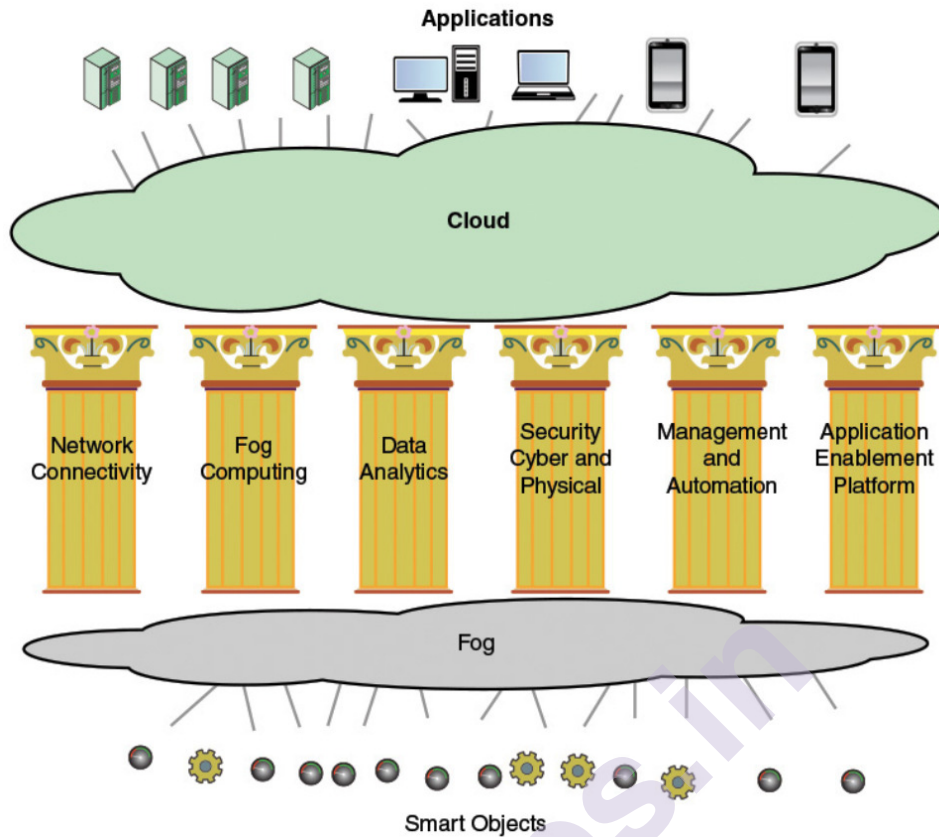 Applications
Cloud
Network
Connectivity
Fog
Computing
Data
Analytics
Security
Cyber and
Physical
Management
and
Automation
Application
Enablement
Platform
Fog
Smart Objects